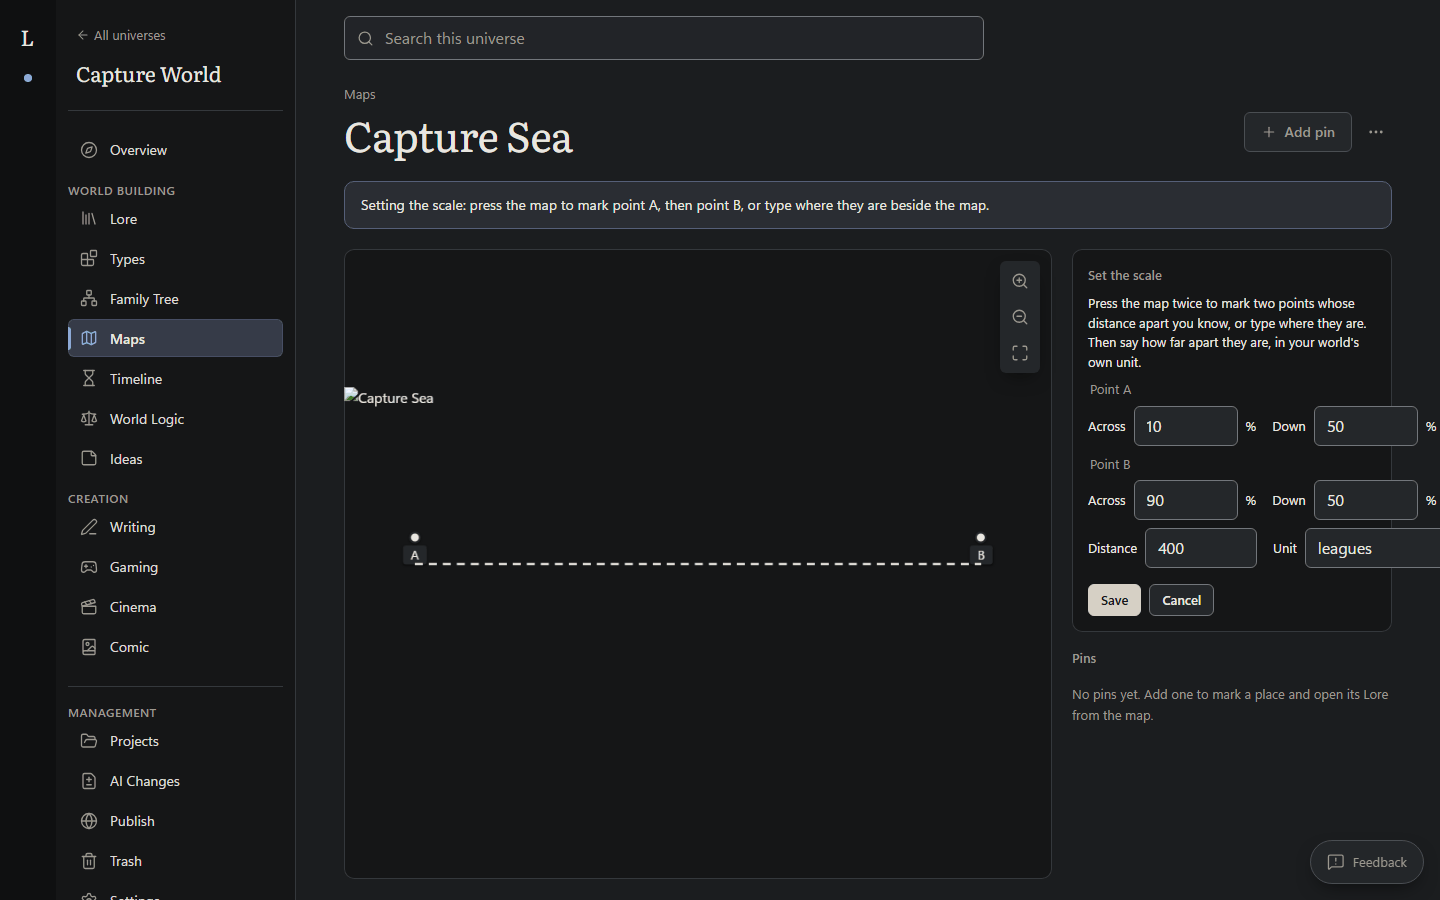 L
All universes
Capture World
Overview
WORLD BUILDING
Lore
Types
Family Tree
Maps
Timeline
World Logic
Ideas
CREATION
Writing
Gaming
Cinema
Comic
MANAGEMENT
Projects
AI Changes
Publish
Trash
Settings
Search this universe
Maps
Capture Sea
Add pin
Setting the scale: press the map to mark point A, then point B, or type where they are beside the map.
Capture Sea
A
B
Set the scale
Press the map twice to mark two points whose
distance apart you know, or type where they are.
Then say how far apart they are, in your world's
own unit.
Point A
Across 10 % Down 50 %
Point B
Across 90 % Down 50 %
Distance 400 Unit leagues
Save Cancel
Pins
No pins yet. Add one to mark a place and open its Lore
from the map.
Feedback